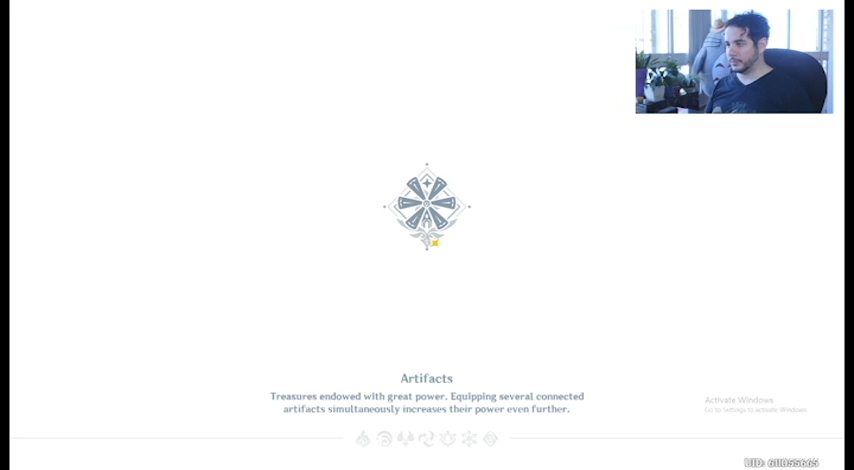 Artifacts
Treasures endowed with great power. Equipping several connected
artifacts simultaneously increases their power even further.
Activate Windows
Go to Settings to activate Windows.
UID: